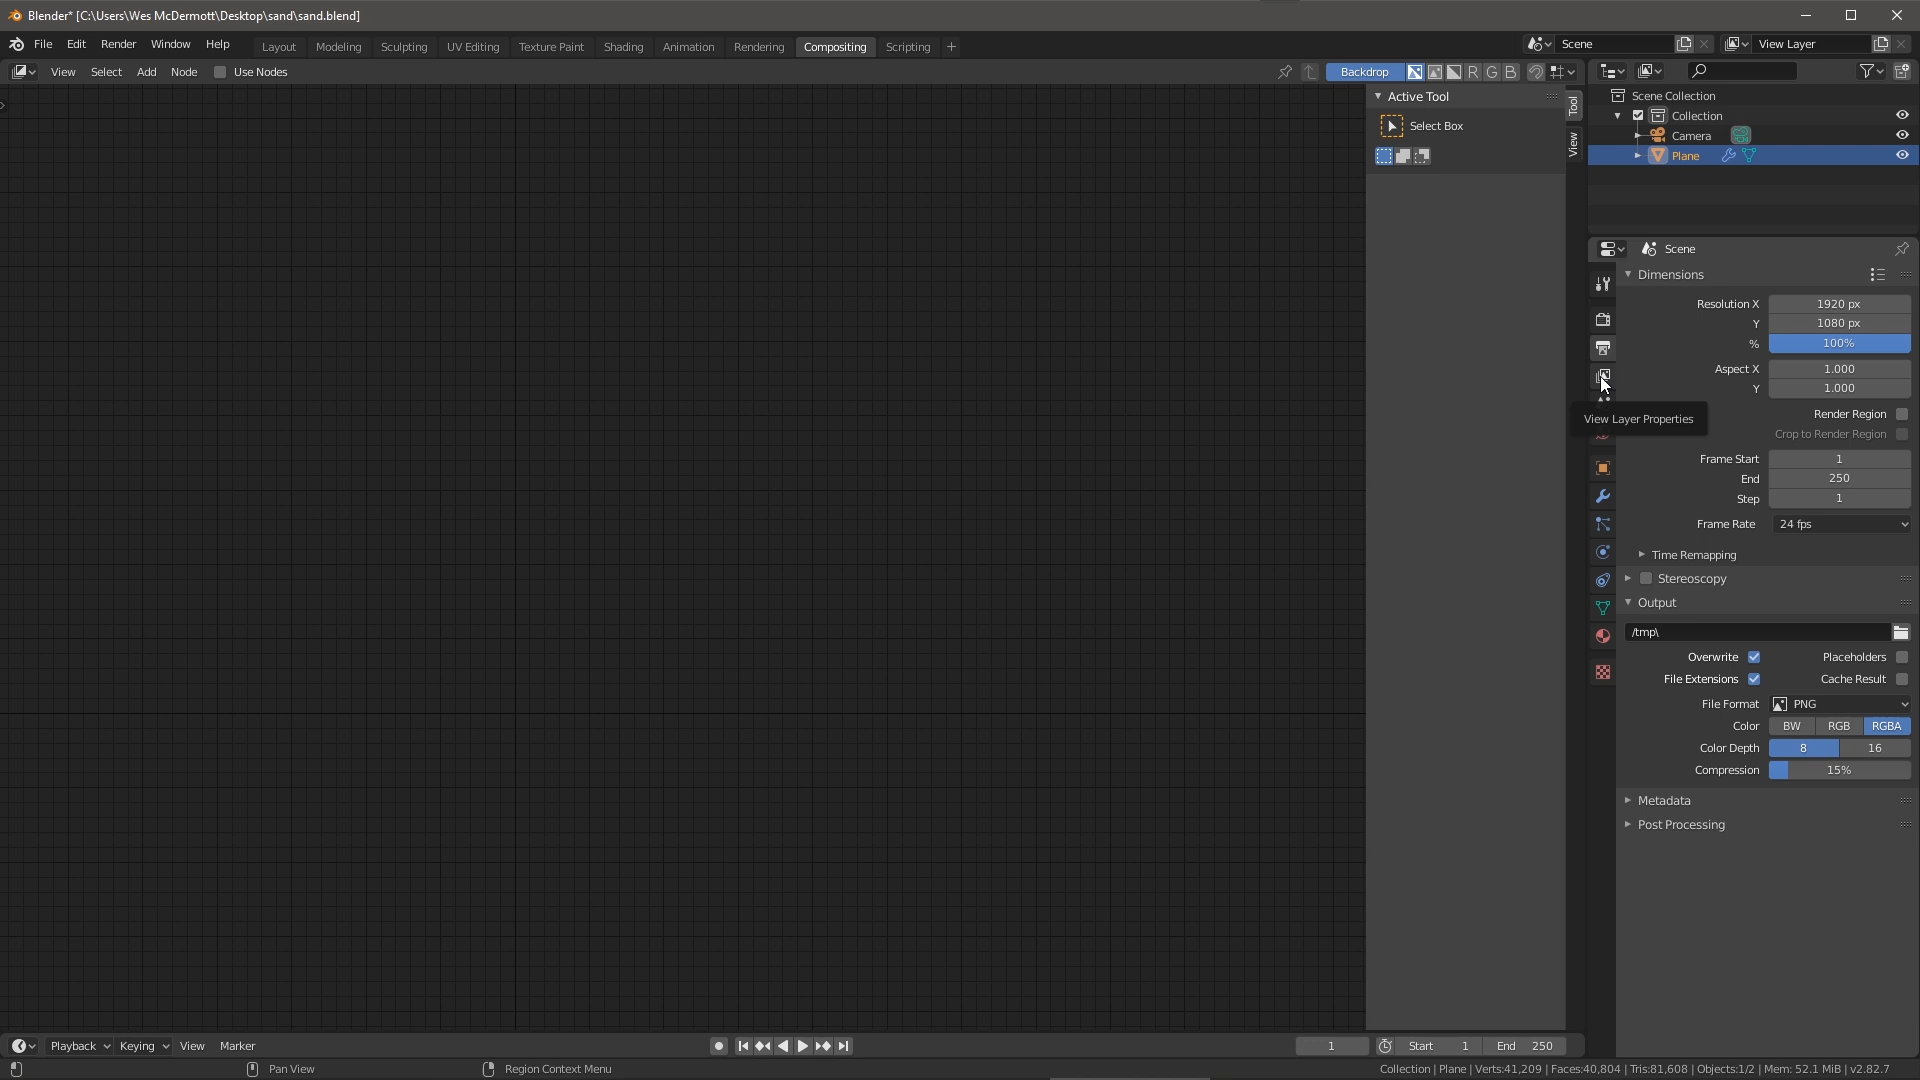 Blender* [C:\Users\Wes McDermott\Desktop\sand\sand.blend]
File Edit Render Window Help Layout Modeling Sculpting UV Editing Texture Paint Shading Animation Rendering Compositing Scripting + Scene View Layer
View Select Add Node Use Nodes Backdrop R G B
Active Tool
Select Box
Tool
View
Scene Collection
Collection
Camera
Plane
Scene
Dimensions
Resolution X 1920 px
Y 1080 px
% 100%
Aspect X 1.000
Y 1.000
Render Region
View Layer Properties
Crop to Render Region
Frame Start 1
End 250
Step 1
Frame Rate 24 fps
Time Remapping
Stereoscopy
Output
/tmp\
Overwrite Placeholders
File Extensions Cache Result
File Format PNG
Color BW RGB RGBA
Color Depth 8 16
Compression 15%
Metadata
Post Processing
Playback Keying View Marker 1 Start 1 End 250
Pan View Region Context Menu Collection | Plane | Verts:41,209 | Faces:40,804 | Tris:81,608 | Objects:1/2 | Mem: 52.1 MiB | v2.82.7